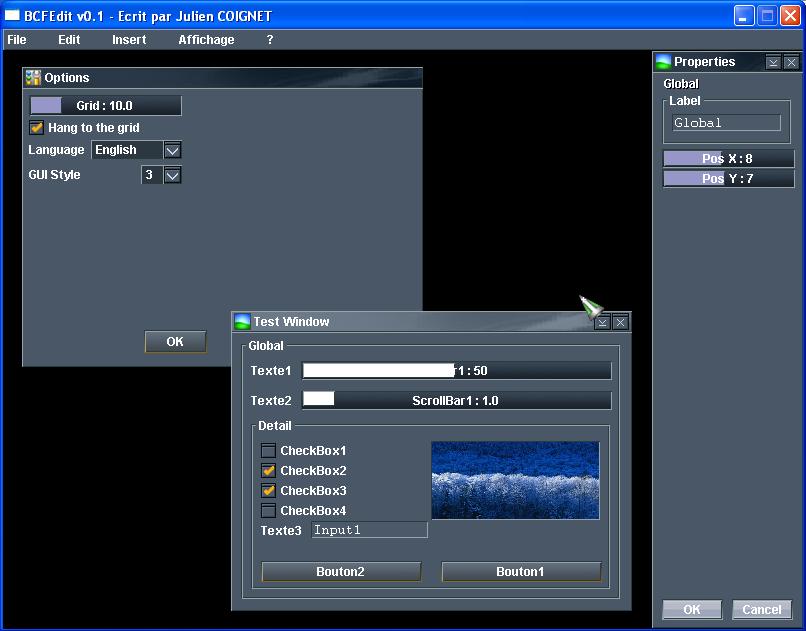 BCFEdit v0.1 - Ecrit par Julien COIGNET
File Edit Insert Affichage ?
Options
Grid : 10.0
Hang to the grid
Language English
GUI Style 3
OK
Properties
Global
Label
Global
Pos X : 8
Pos Y : 7
OK Cancel
Test Window
Global
Texte1 r1 : 50
Texte2 ScrollBar1 : 1.0
Detail
CheckBox1
CheckBox2
CheckBox3
CheckBox4
Texte3 Input1
Bouton2 Bouton1